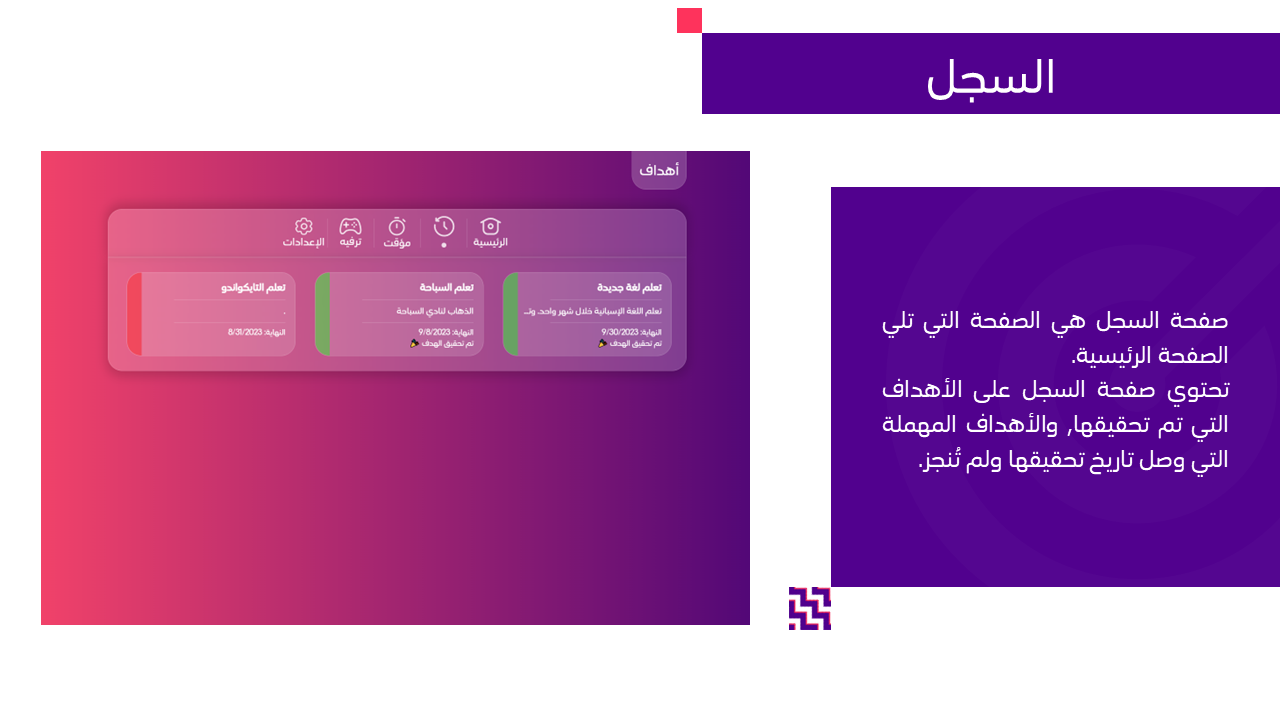 السجل
صفحة السجل هي الصفحة التي تلي
الصفحة الرئيسية.
تحتوي صفحة السجل على الأهداف
التي تم تحقيقها, والأهداف المهملة
التي وصل تاريخ تحقيقها ولم تُنجز.
أهداف
الرئيسية
مؤقت
ترفيه
الإعدادات
تعلم لغة جديدة
تعلم اللغة الإسبانية خلال شهر واحد. وتـ...
النهاية: 9/30/2023
تم تحقيق الهدف 🎉
تعلم السباحة
الذهاب لنادي السباحة
النهاية: 9/8/2023
تم تحقيق الهدف 🎉
تعلم التايكواندو
.
النهاية: 8/31/2023